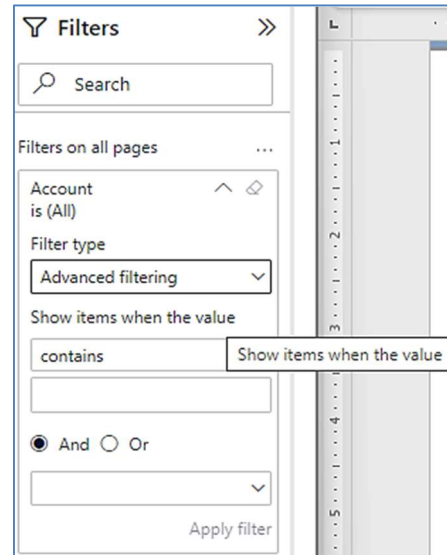 Filters
Search
Filters on all pages
Account
is (All)
Filter type
Advanced filtering
Show items when the value
contains
Show items when the value
And Or
Apply filter
1
2
3
4
5